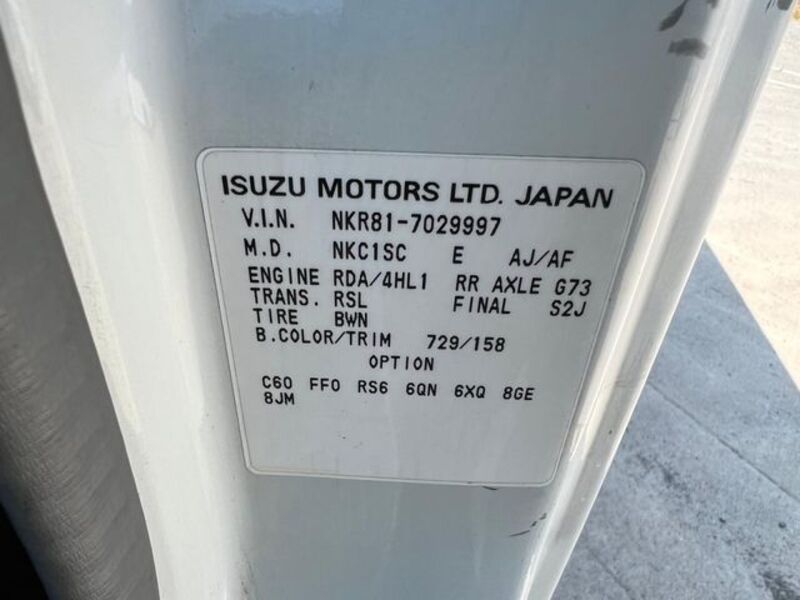 ISUZU MOTORS LTD. JAPAN
V.I.N. NKR81-7029997
M.D. NKC1SC E AJ/AF
ENGINE RDA/4HL1 RR AXLE G73
TRANS. RSL FINAL S2J
TIRE BWN
B.COLOR/TRIM 729/158
OPTION
C60 FF0 RS6 6QN 6XQ 8GE
8JM